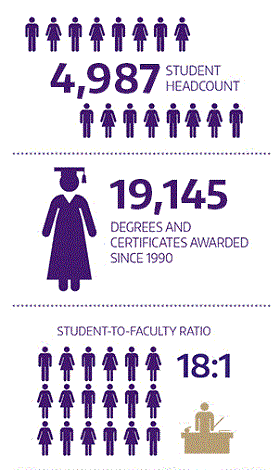 4,987 STUDENT
HEADCOUNT
19,145
DEGREES AND
CERTIFICATES AWARDED
SINCE 1990
STUDENT-TO-FACULTY RATIO
18:1